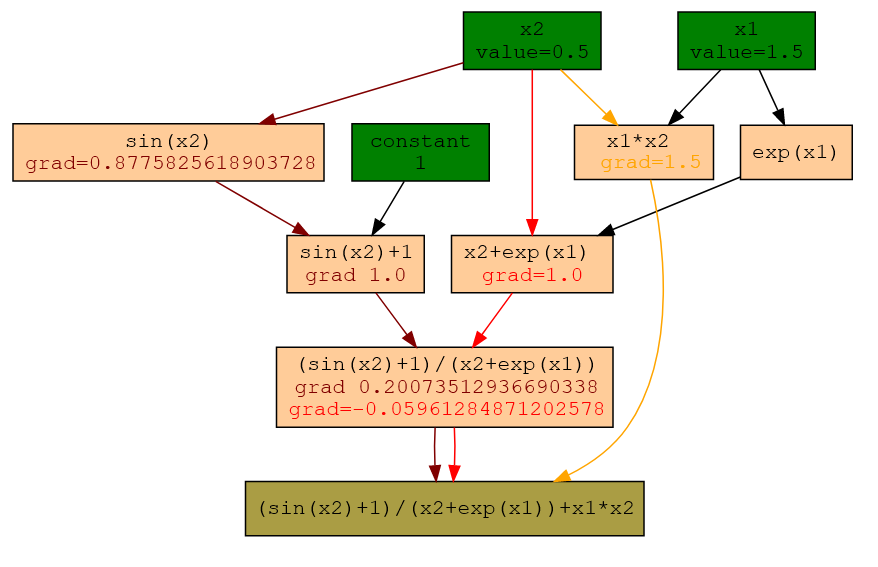 x2
value=0.5
x1
value=1.5
sin(x2)
grad=0.8775825618903728
constant
1
x1*x2
grad=1.5
exp(x1)
sin(x2)+1
grad 1.0
x2+exp(x1)
grad=1.0
(sin(x2)+1)/(x2+exp(x1))
grad 0.20073512936690338
grad=-0.05961284871202578
(sin(x2)+1)/(x2+exp(x1))+x1*x2